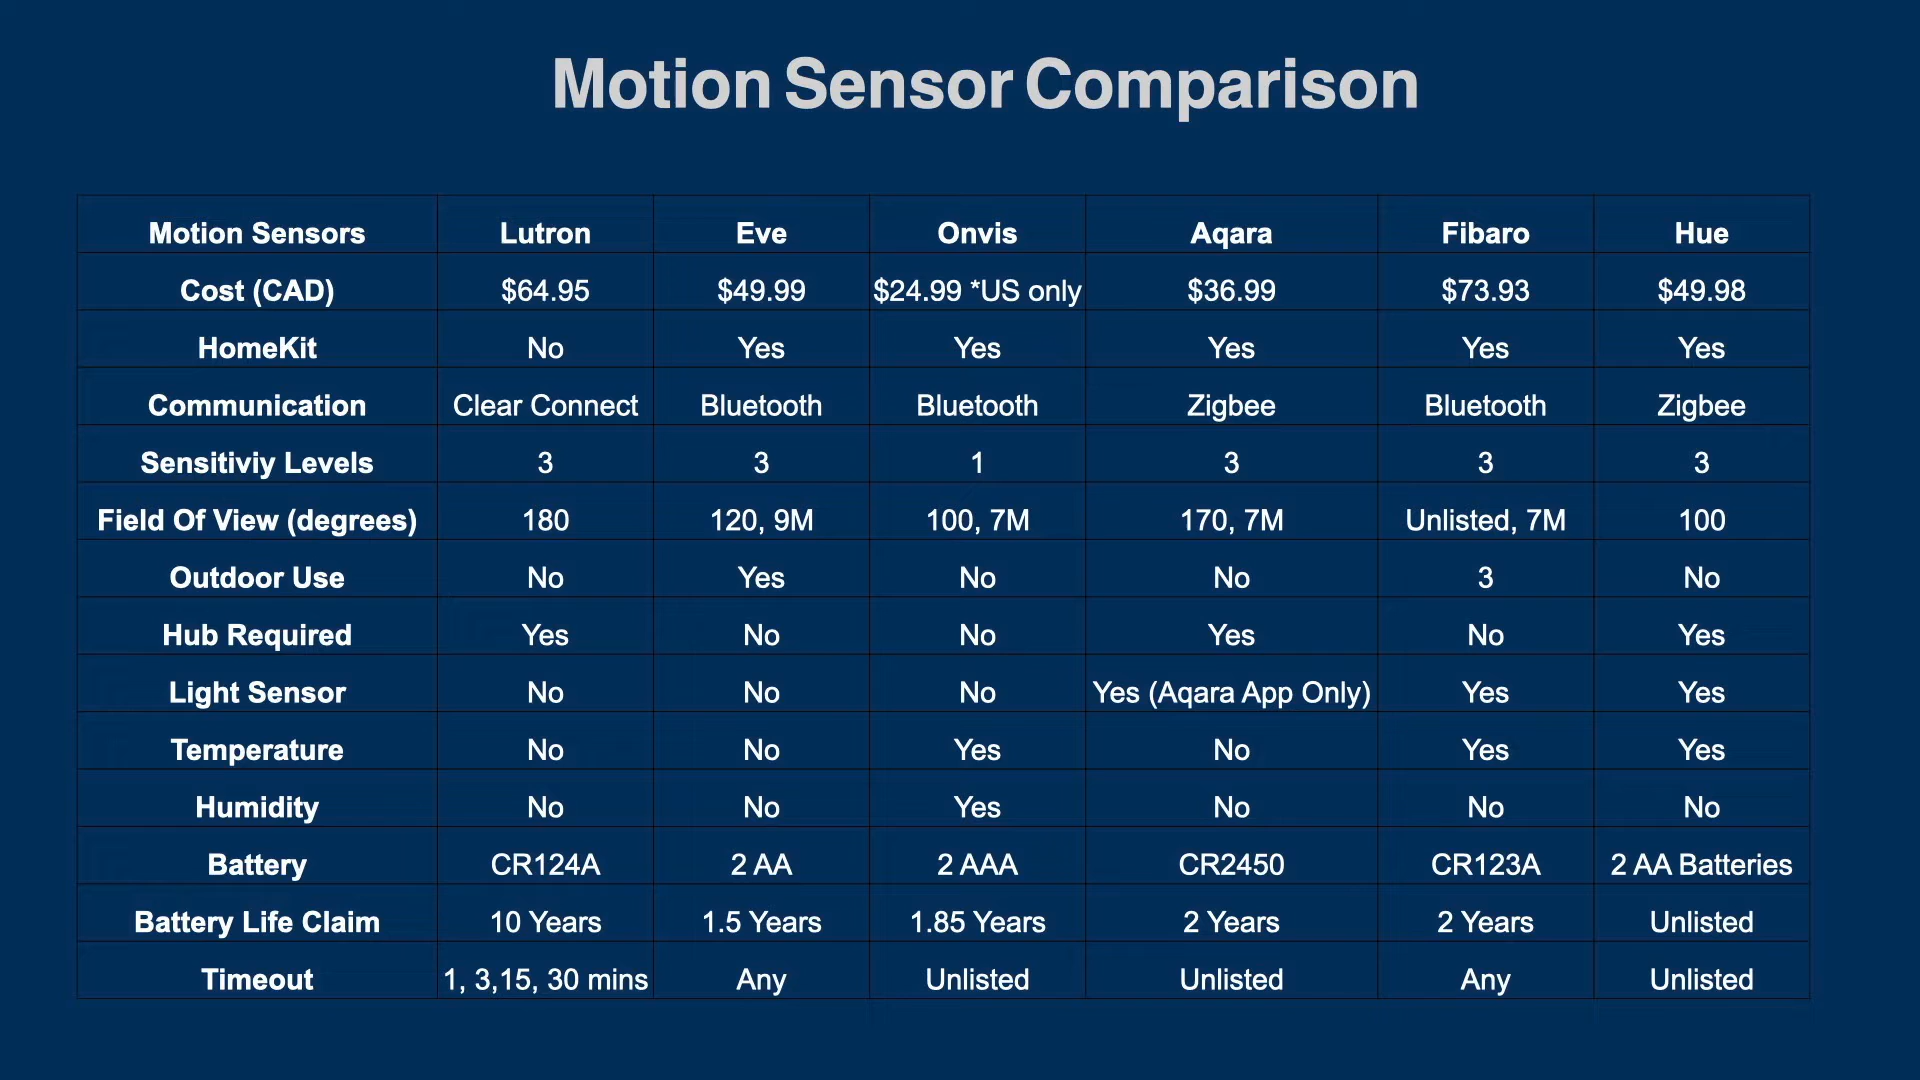 Motion Sensor Comparison
Motion Sensors Lutron Eve Onvis Aqara Fibaro Hue
Cost (CAD) $64.95 $49.99 $24.99 *US only $36.99 $73.93 $49.98
HomeKit No Yes Yes Yes Yes Yes
Communication Clear Connect Bluetooth Bluetooth Zigbee Bluetooth Zigbee
Sensitiviy Levels 3 3 1 3 3 3
Field Of View (degrees) 180 120, 9M 100, 7M 170, 7M Unlisted, 7M 100
Outdoor Use No Yes No No 3 No
Hub Required Yes No No Yes No Yes
Light Sensor No No No Yes (Aqara App Only) Yes Yes
Temperature No No Yes No Yes Yes
Humidity No No Yes No No No
Battery CR124A 2 AA 2 AAA CR2450 CR123A 2 AA Batteries
Battery Life Claim 10 Years 1.5 Years 1.85 Years 2 Years 2 Years Unlisted
Timeout 1, 3,15, 30 mins Any Unlisted Unlisted Any Unlisted